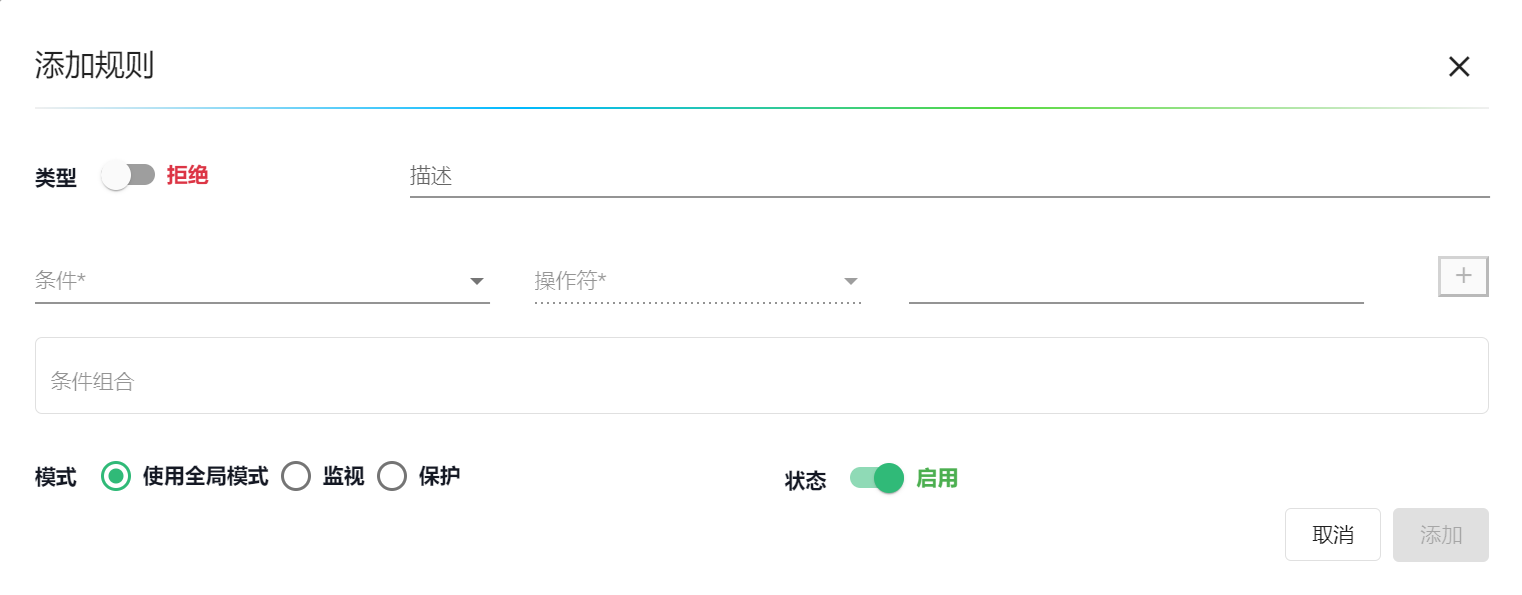 添加规则
类型 拒绝 描述
条件* 操作符*
条件组合
模式 使用全局模式 监视 保护 状态 启用
取消 添加